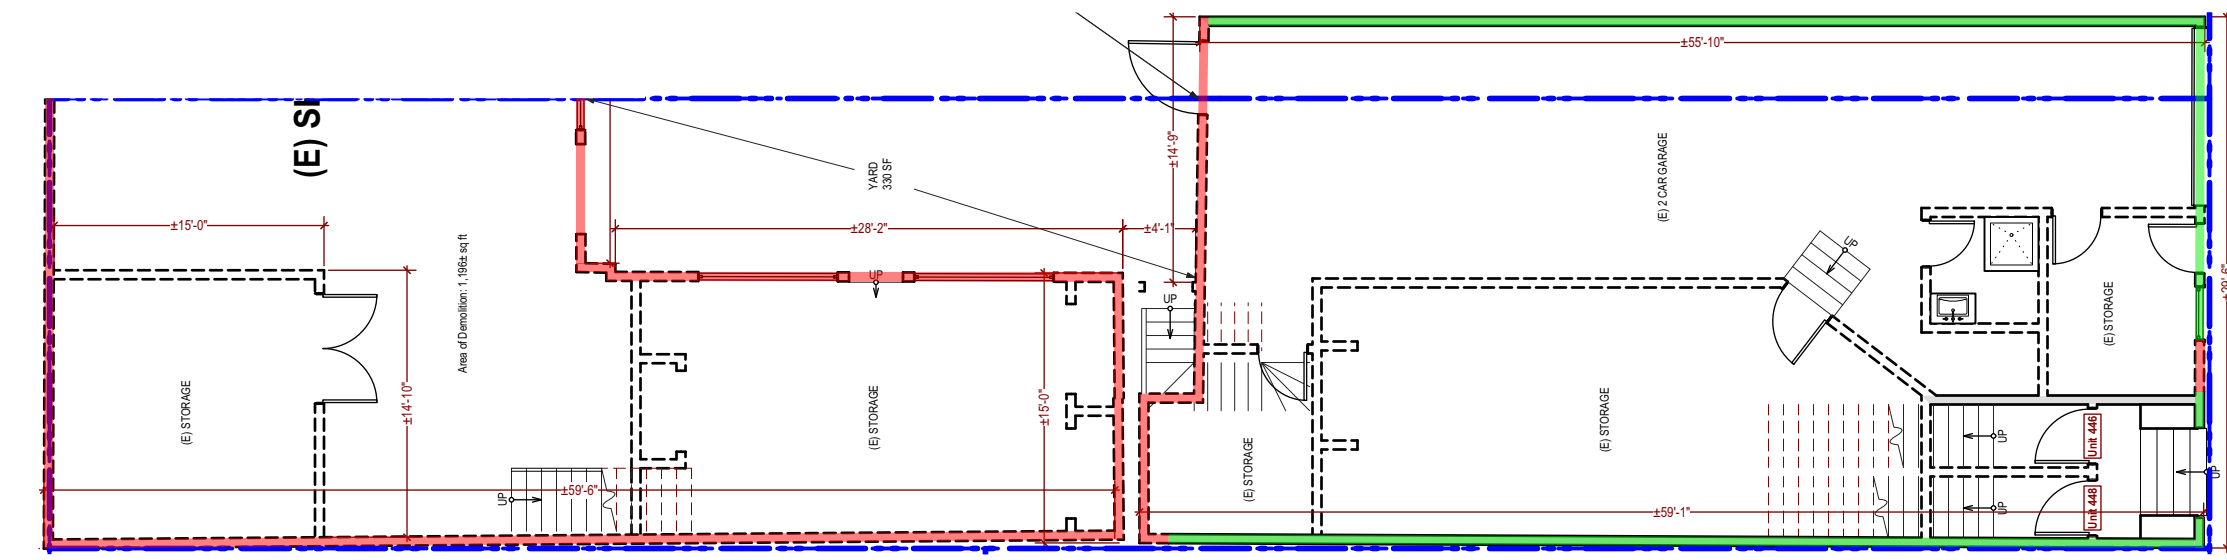 ±55'-10"
(E) S
±14'-9"
YARD
330 SF
(E) 2 CAR GARAGE
±15'-0"
±28'-2"
±4'-1"
UP
Area of Demolition: 1,196± sq ft
UP
UP
±29'-6"
(E) STORAGE
(E) STORAGE
±14'-10"
(E) STORAGE
±15'-0"
(E) STORAGE
(E) STORAGE
UP
Unit 446
±59'-6"
UP
UP
±59'-1"
UP
Unit 448